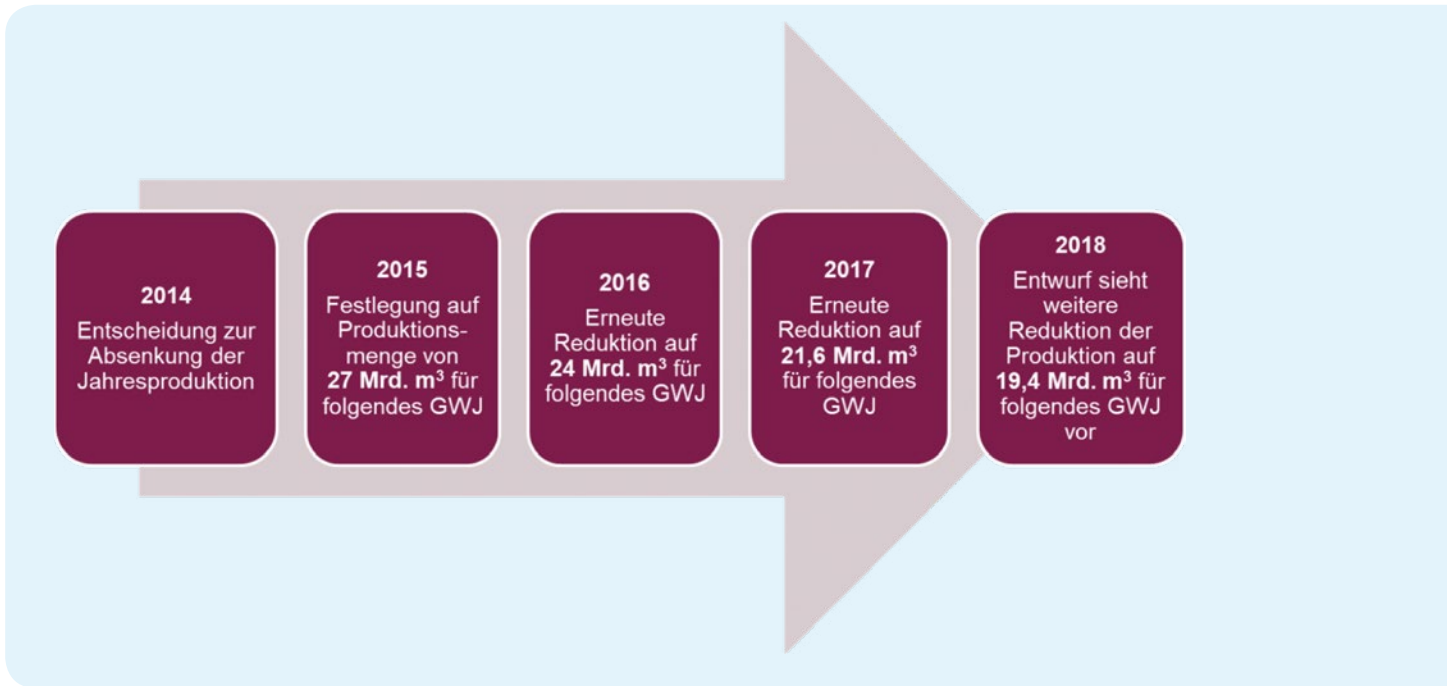 2014
Entscheidung zur
Absenkung der
Jahresproduktion
2015
Festlegung auf
Produktions-
menge von
27 Mrd. m³ für
folgendes GWJ
2016
Erneute
Reduktion auf
24 Mrd. m³ für
folgendes GWJ
2017
Erneute
Reduktion auf
21,6 Mrd. m³
für folgendes
GWJ
2018
Entwurf sieht
weitere
Reduktion der
Produktion auf
19,4 Mrd. m³ für
folgendes GWJ
vor